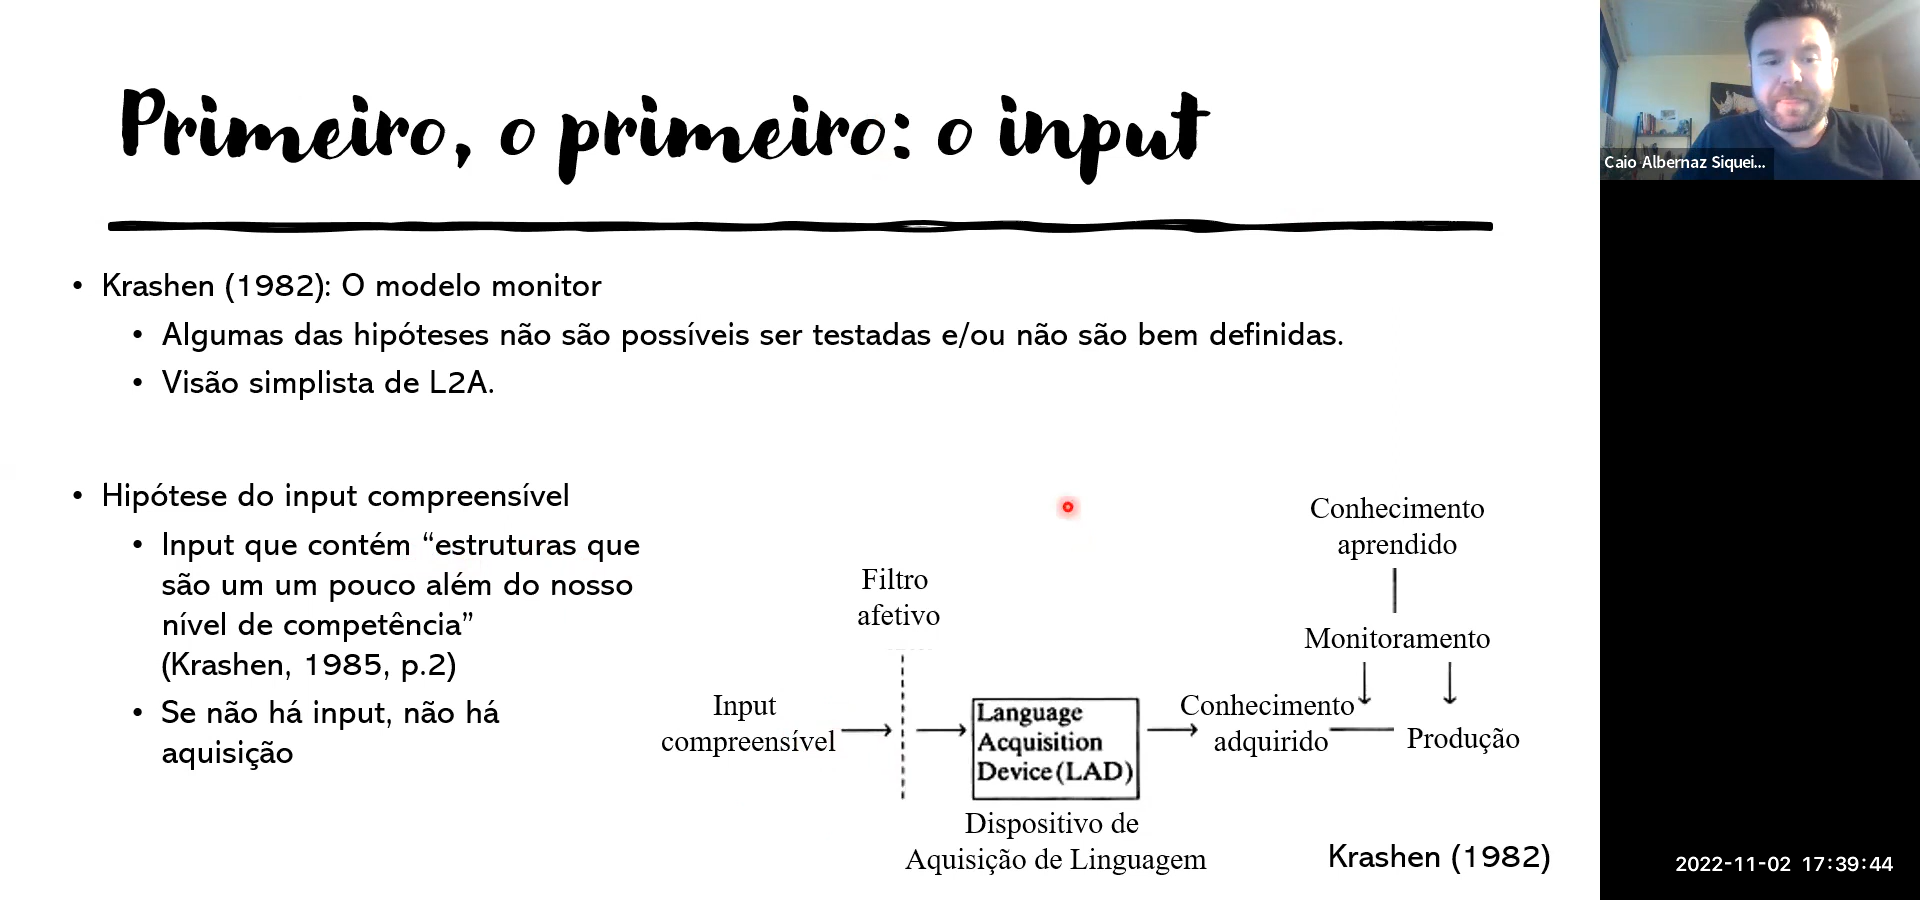 Primeiro, o primeiro: o input
Krashen (1982): O modelo monitor
Algumas das hipóteses não são possíveis ser testadas e/ou não são bem definidas.
Visão simplista de L2A.
Hipótese do input compreensível
Input que contém “estruturas que
são um um pouco além do nosso
nível de competência”
(Krashen, 1985, p.2)
Se não há input, não há
aquisição
Filtro
afetivo
Input
compreensível
Language
Acquisition
Device (LAD)
Dispositivo de
Aquisição de Linguagem
Conhecimento
aprendido
Monitoramento
Conhecimento
adquirido
Produção
Krashen (1982)
Caio Albernaz Siquei...
2022-11-02 17:39:44